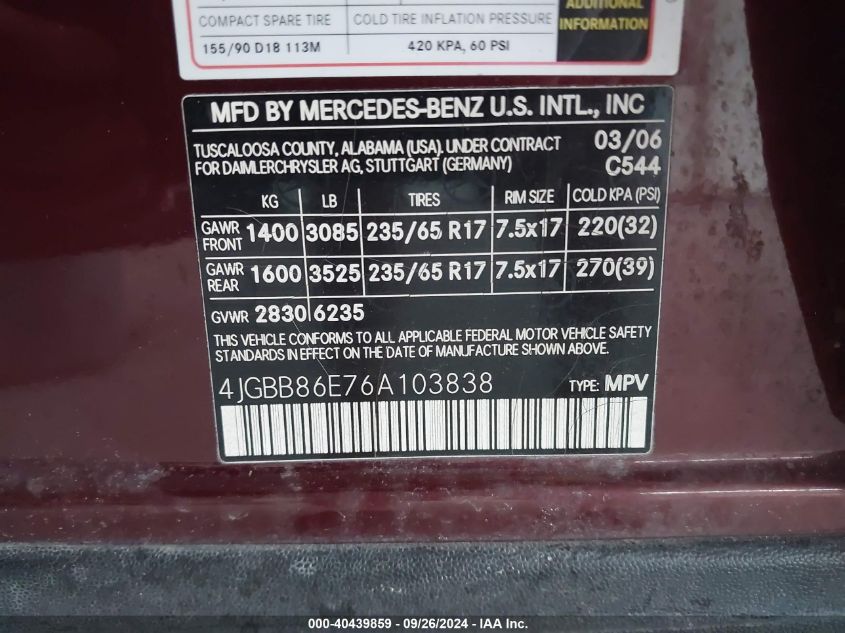 COMPACT SPARE TIRE COLD TIRE INFLATION PRESSURE
155/90 D18 113M 420 KPA, 60 PSI
ADDITIONAL
INFORMATION
MFD BY MERCEDES-BENZ U.S. INTL., INC
TUSCALOOSA COUNTY, ALABAMA (USA). UNDER CONTRACT 03/06
FOR DAIMLERCHRYSLER AG, STUTTGART (GERMANY) C544
KG LB TIRES RIM SIZE COLD KPA (PSI)
GAWR FRONT 1400 3085 235/65 R17 7.5x17 220(32)
GAWR REAR 1600 3525 235/65 R17 7.5x17 270(39)
GVWR 2830 6235
THIS VEHICLE CONFORMS TO ALL APPLICABLE FEDERAL MOTOR VEHICLE SAFETY
STANDARDS IN EFFECT ON THE DATE OF MANUFACTURE SHOWN ABOVE.
4JGBB86E76A103838 TYPE: MPV
000-40439859 - 09/26/2024 - IAA Inc.